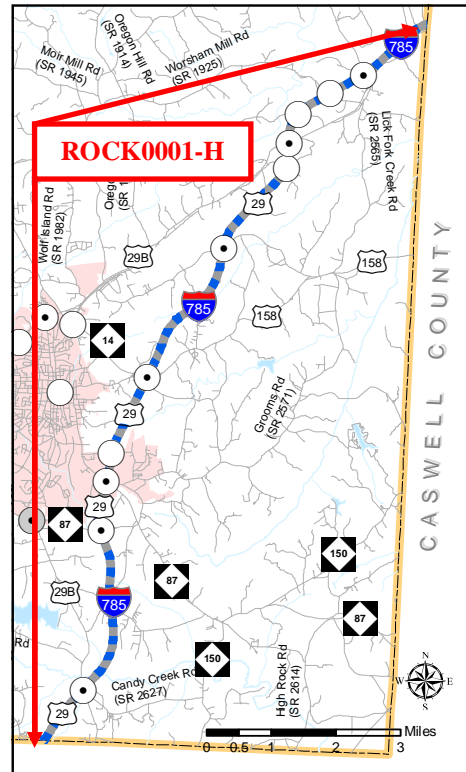 785
Oregon Hill Rd
(SR 1914)
Worsham Mill Rd
(SR 1925)
Moir Mill Rd
(SR 1945)
ROCK0001-H
Lick Fork Creek Rd
(SR 2565)
29
Wolf Island Rd
(SR 1982)
29B
158
785
158
14
CASWELL COUNTY
29
Grooms Rd
(SR 2571)
29
87
150
87
29B
785
87
150
Rd
Candy Creek Rd
(SR 2627)
High Rock Rd
(SR 2614)
N
W E
S
29
Miles
0 0.5 1 2 3